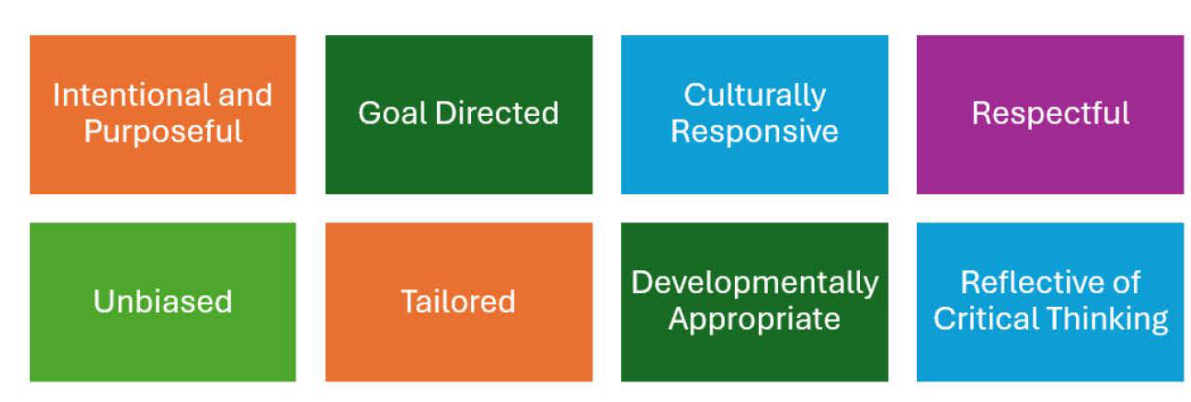 Intentional and
Purposeful
Goal Directed
Culturally
Responsive
Respectful
Unbiased
Tailored
Developmentally
Appropriate
Reflective of
Critical Thinking